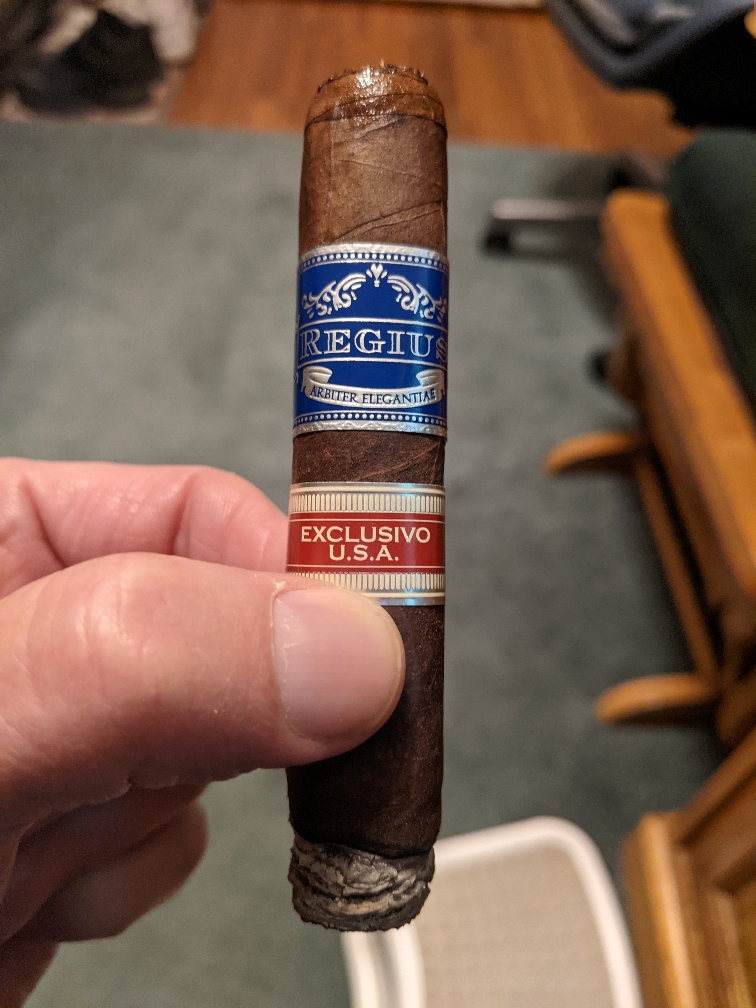 REGIUS
ARBITER ELEGANTIAE
EXCLUSIVO
U.S.A.